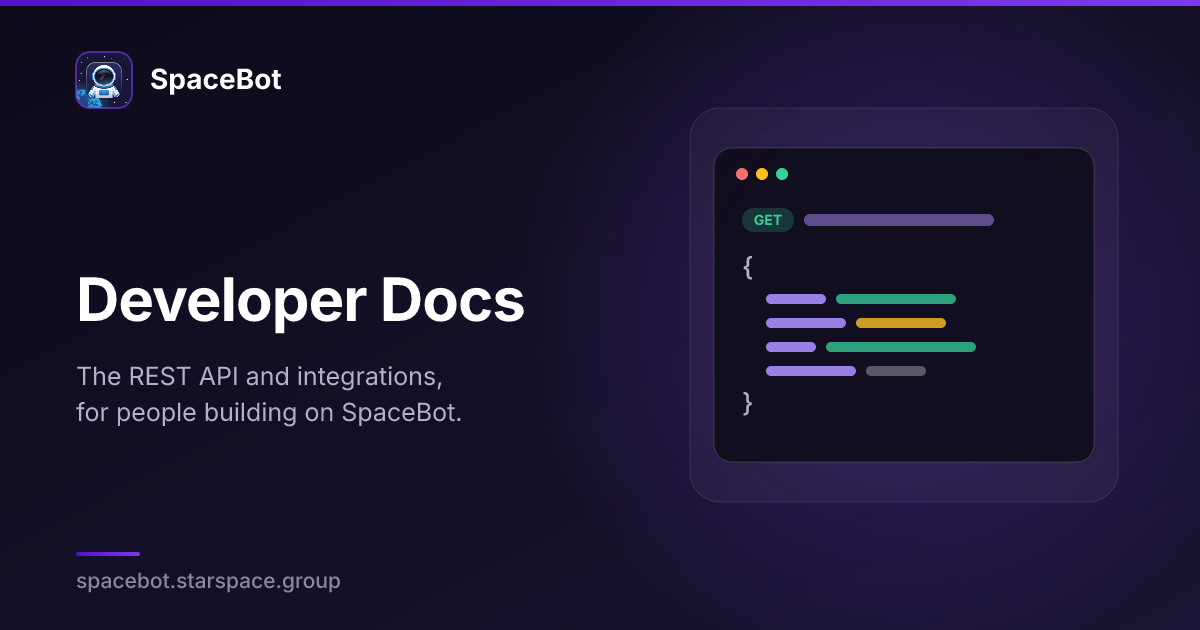 SpaceBot
Developer Docs
The REST API and integrations,
for people building on SpaceBot.
spacebot.starspace.group
GET
{
}